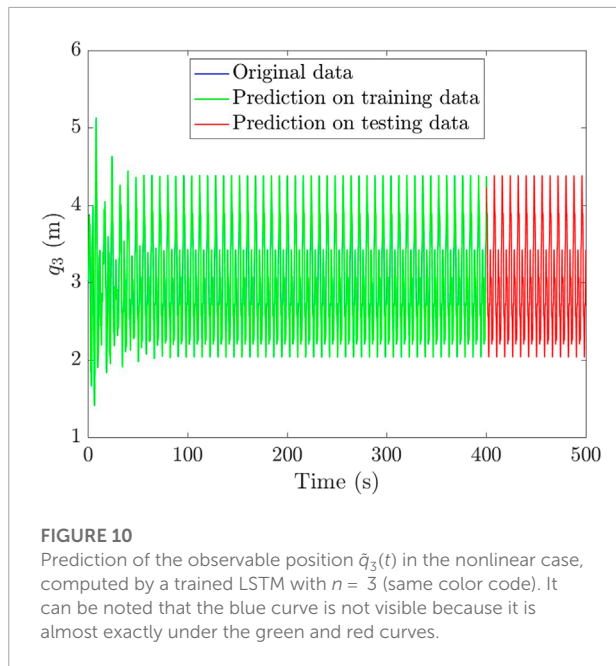 6
5
4
3
2
1
q₃ (m)
Original data
Prediction on training data
Prediction on testing data
0
100
200
300
400
500
Time (s)
FIGURE 10
Prediction of the observable position q̃₃(t) in the nonlinear case,
computed by a trained LSTM with n = 3 (same color code). It
can be noted that the blue curve is not visible because it is
almost exactly under the green and red curves.